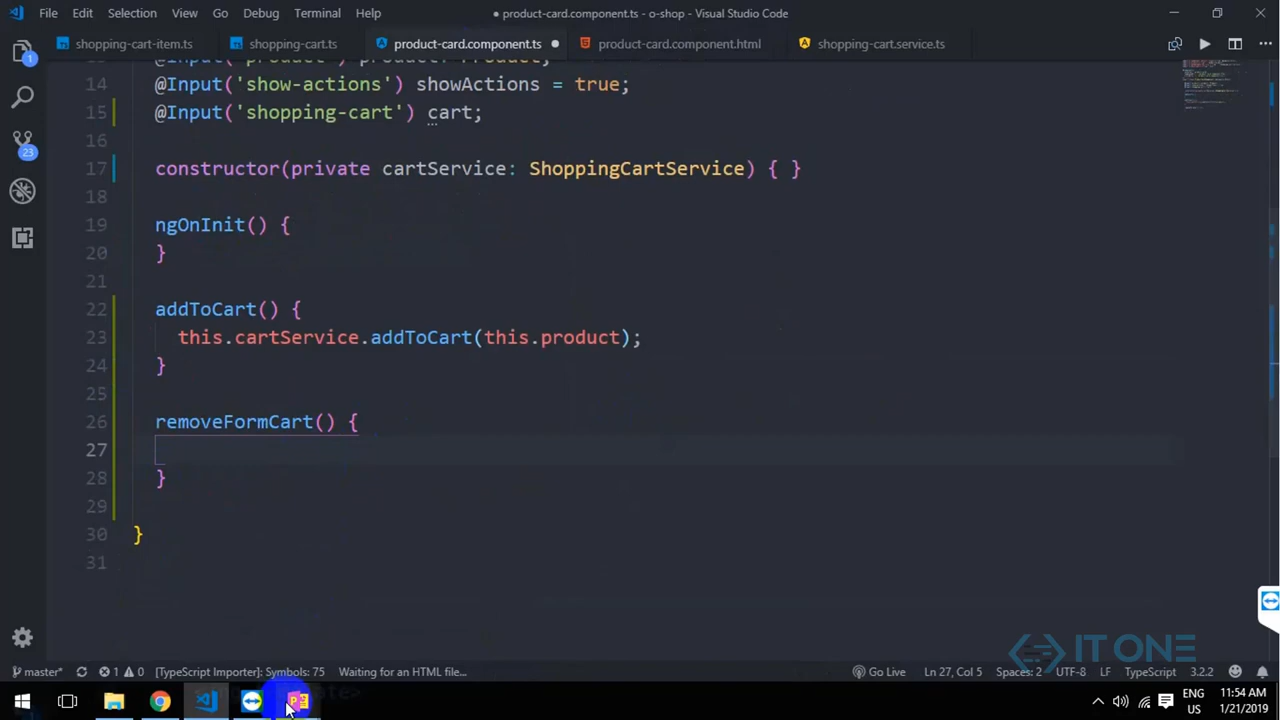 File Edit Selection View Go Debug Terminal Help
● product-card.component.ts - o-shop - Visual Studio Code
shopping-cart-item.ts shopping-cart.ts product-card.component.ts product-card.component.html shopping-cart.service.ts
14 @Input('show-actions') showActions = true;
15 @Input('shopping-cart') cart;
16
17 constructor(private cartService: ShoppingCartService) { }
18
19 ngOnInit() {
20 }
21
22 addToCart() {
23 this.cartService.addToCart(this.product);
24 }
25
26 removeFormCart() {
27
28 }
29
30 }
31
1
23
IT ONE
master* 1 0 [TypeScript Importer]: Symbols: 75 Waiting for an HTML file... Go Live Ln 27, Col 5 Spaces: 2 UTF-8 LF TypeScript 3.2.2
ENG 11:54 AM
US 1/21/2019